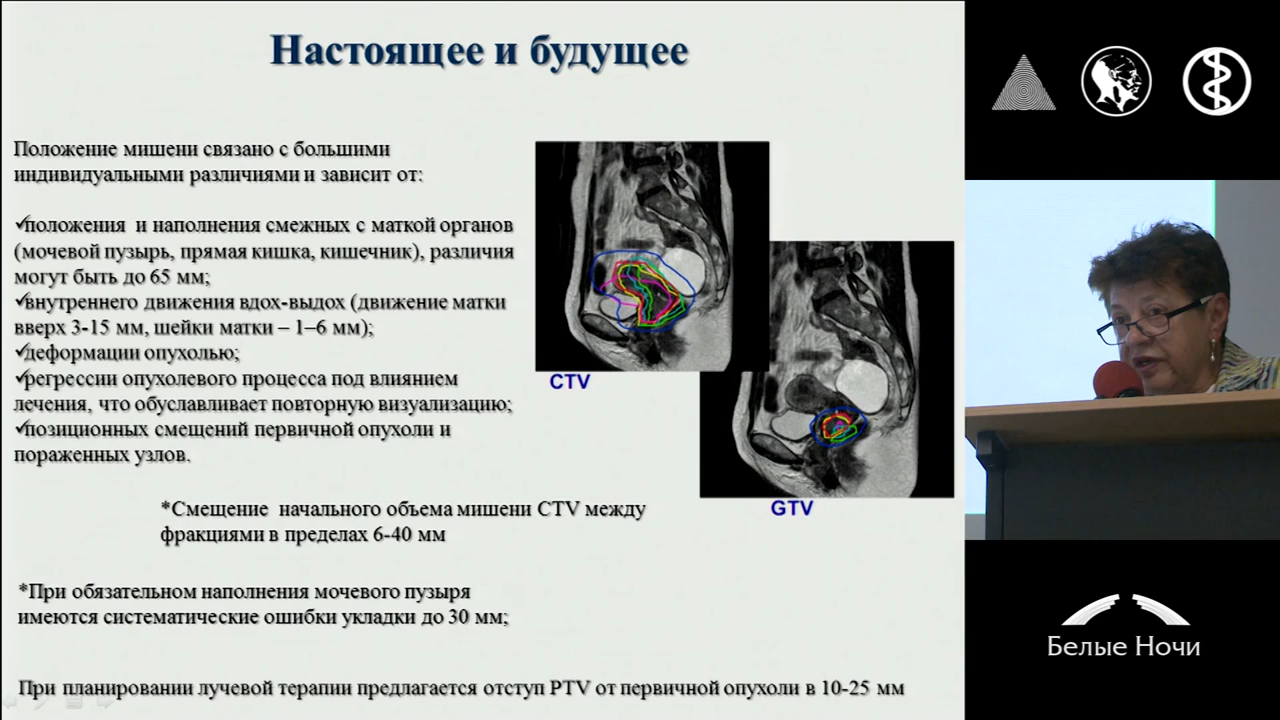 Настоящее и будущее
Положение мишени связано с большими
индивидуальными различиями и зависит от:
✓положения и наполнения смежных с маткой органов
(мочевой пузырь, прямая кишка, кишечник), различия
могут быть до 65 мм;
✓внутреннего движения вдох-выдох (движение матки
вверх 3-15 мм, шейки матки – 1–6 мм);
✓деформации опухолью;
✓регрессии опухолевого процесса под влиянием
лечения, что обуславливает повторную визуализацию;
✓позиционных смещений первичной опухоли и
пораженных узлов.
CTV
GTV
*Смещение начального объема мишени CTV между
фракциями в пределах 6-40 мм
*При обязательном наполнения мочевого пузыря
имеются систематические ошибки укладки до 30 мм;
При планировании лучевой терапии предлагается отступ PTV от первичной опухоли в 10-25 мм
Белые Ночи